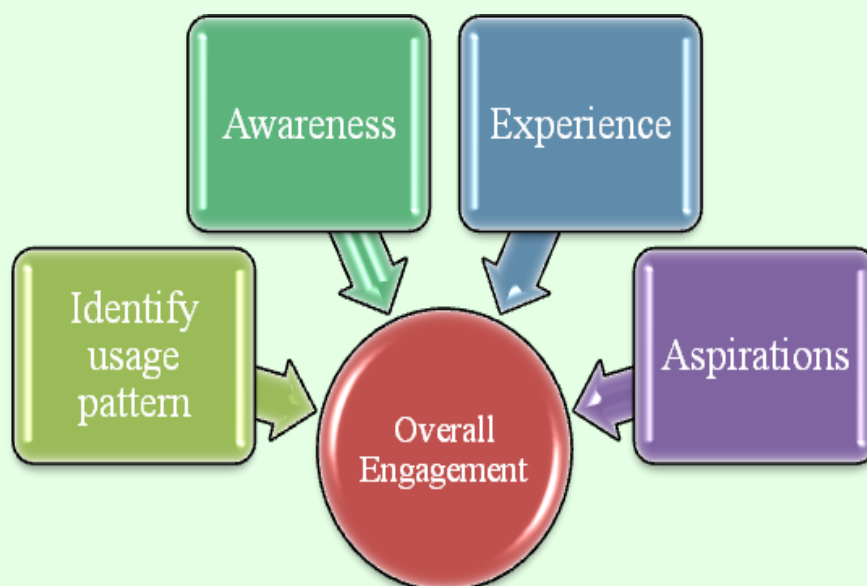 Awareness
Experience
Identify
usage
pattern
Aspirations
Overall
Engagement